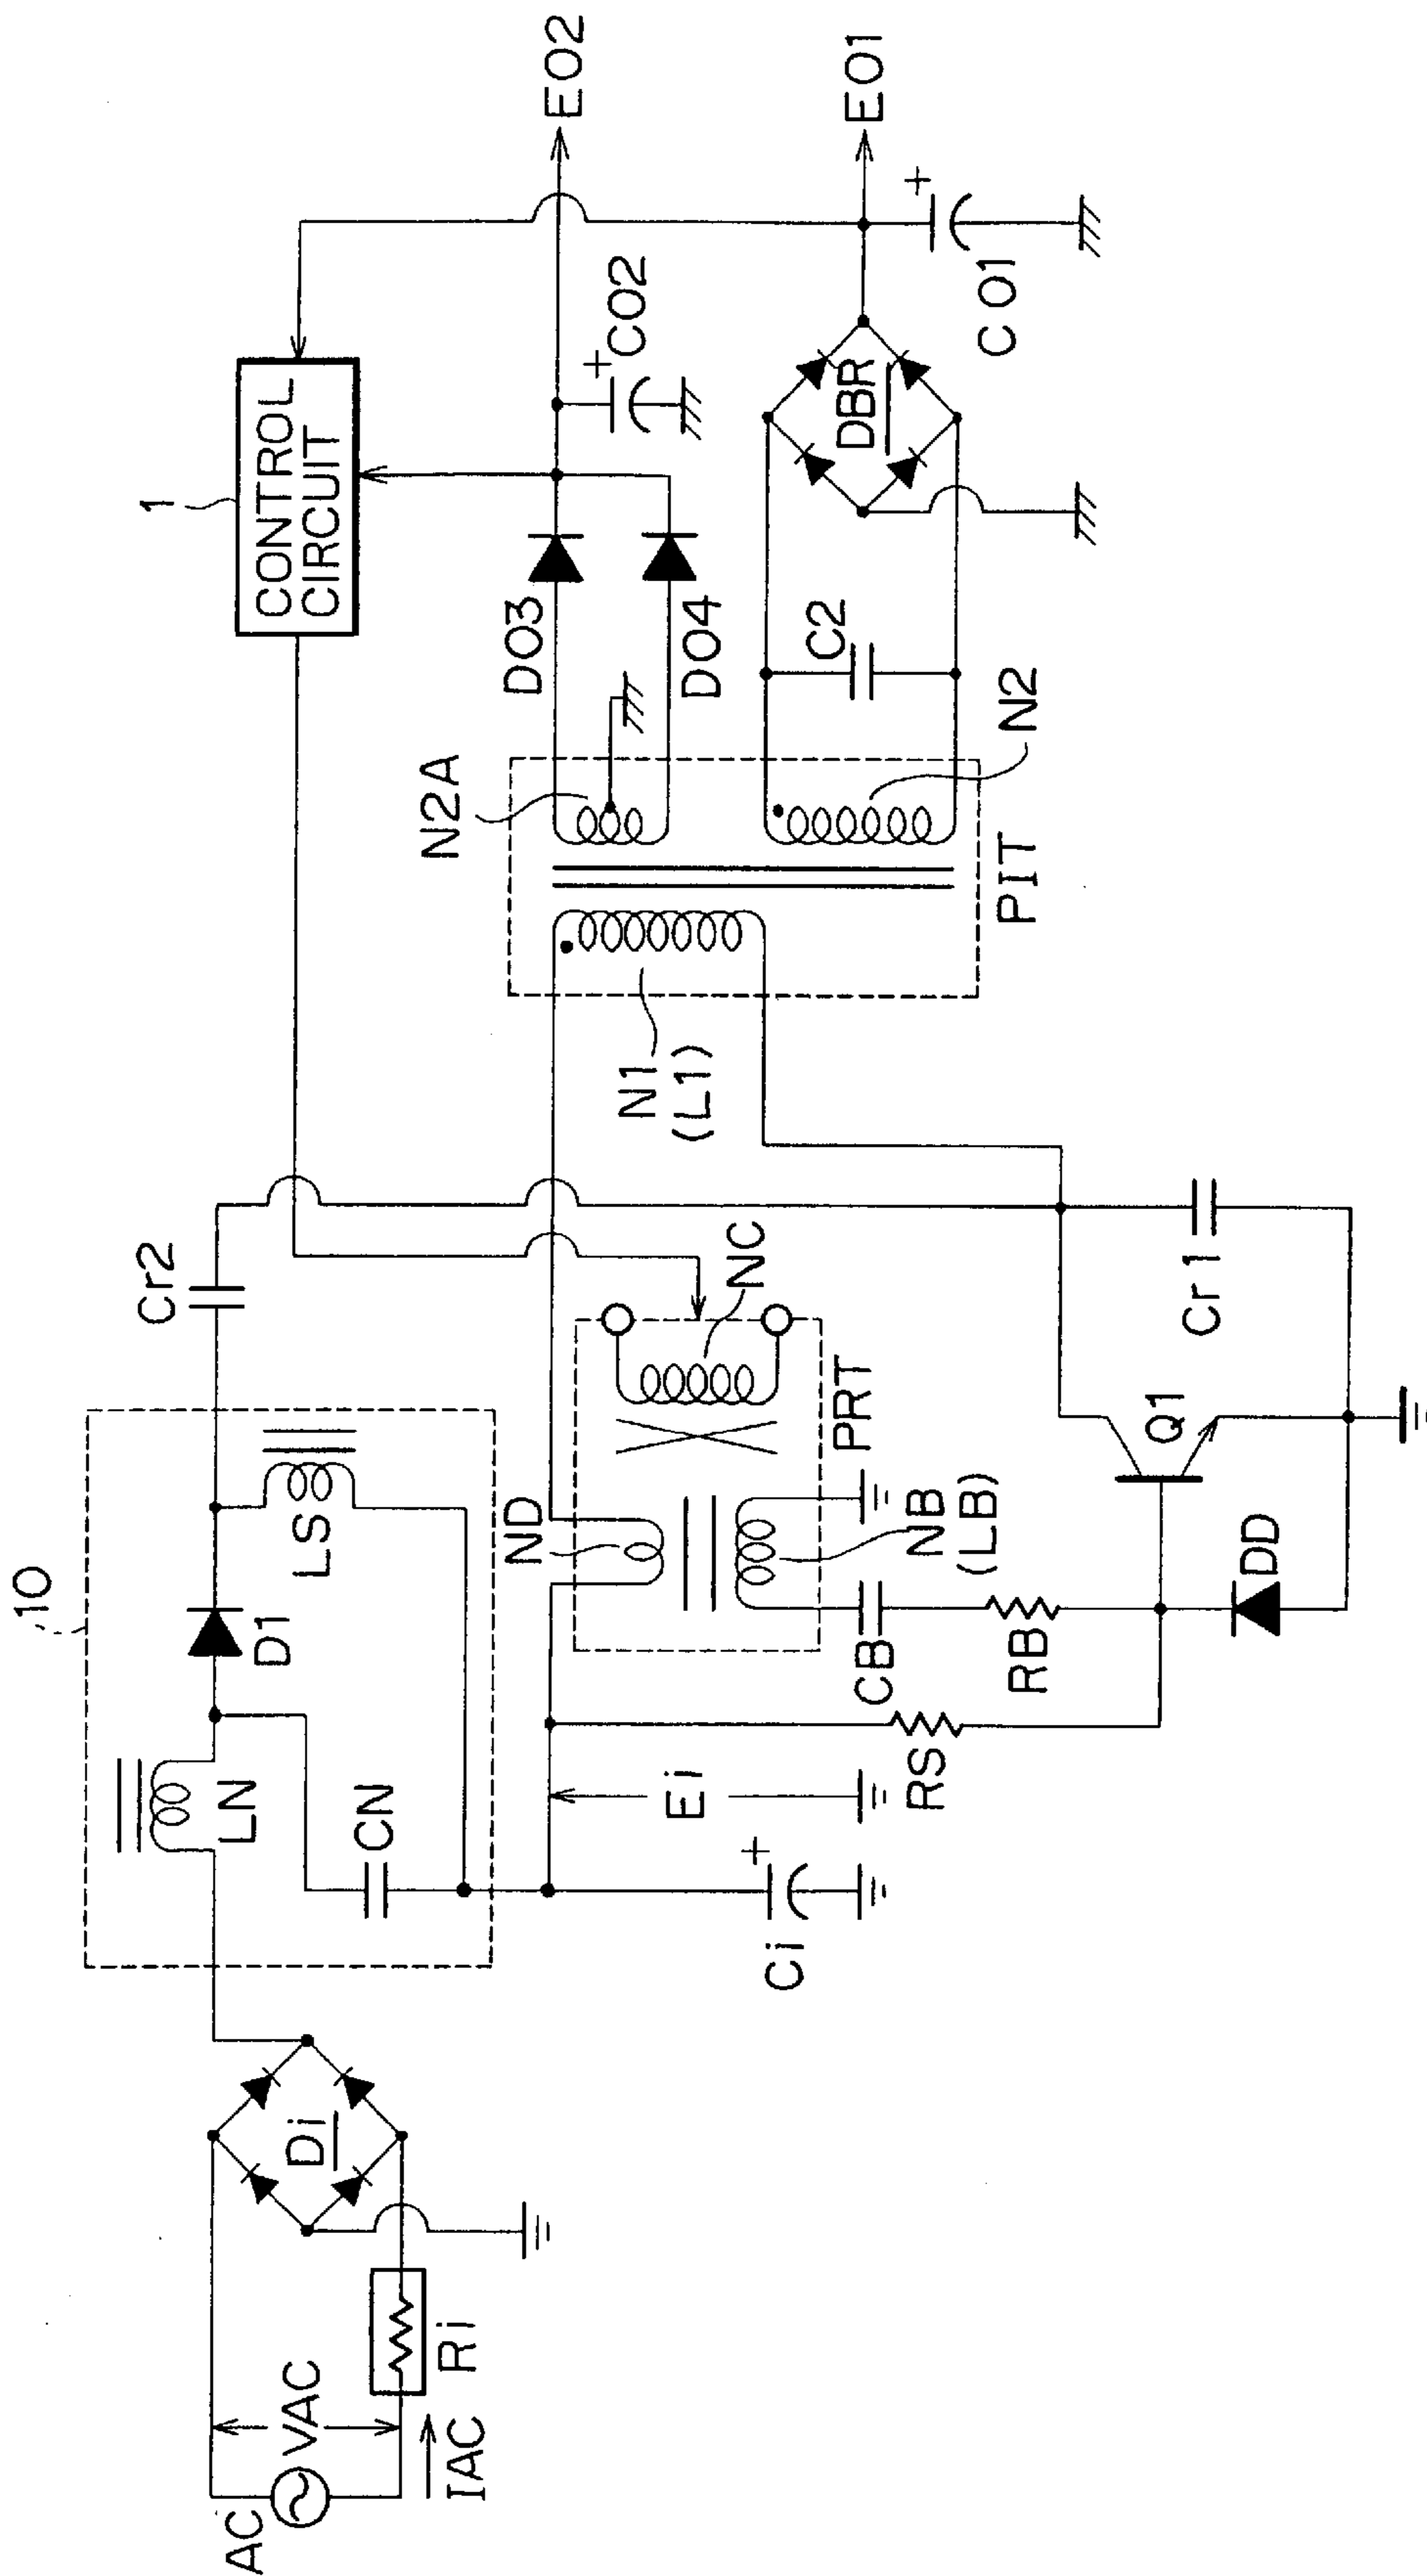 AC
VAC
IAC
Ri
Di
10
LN
D1
LS
CN
Cr2
Ci
+
Ei
RS
ND
NC
PRT
NB
(LB)
CB
RB
DD
Q1
Cr1
N1
(L1)
PIT
N2A
N2
1
CONTROL
CIRCUIT
DO3
DO4
C2
CO2
+
DBR
CO1
+
EO2
EO1